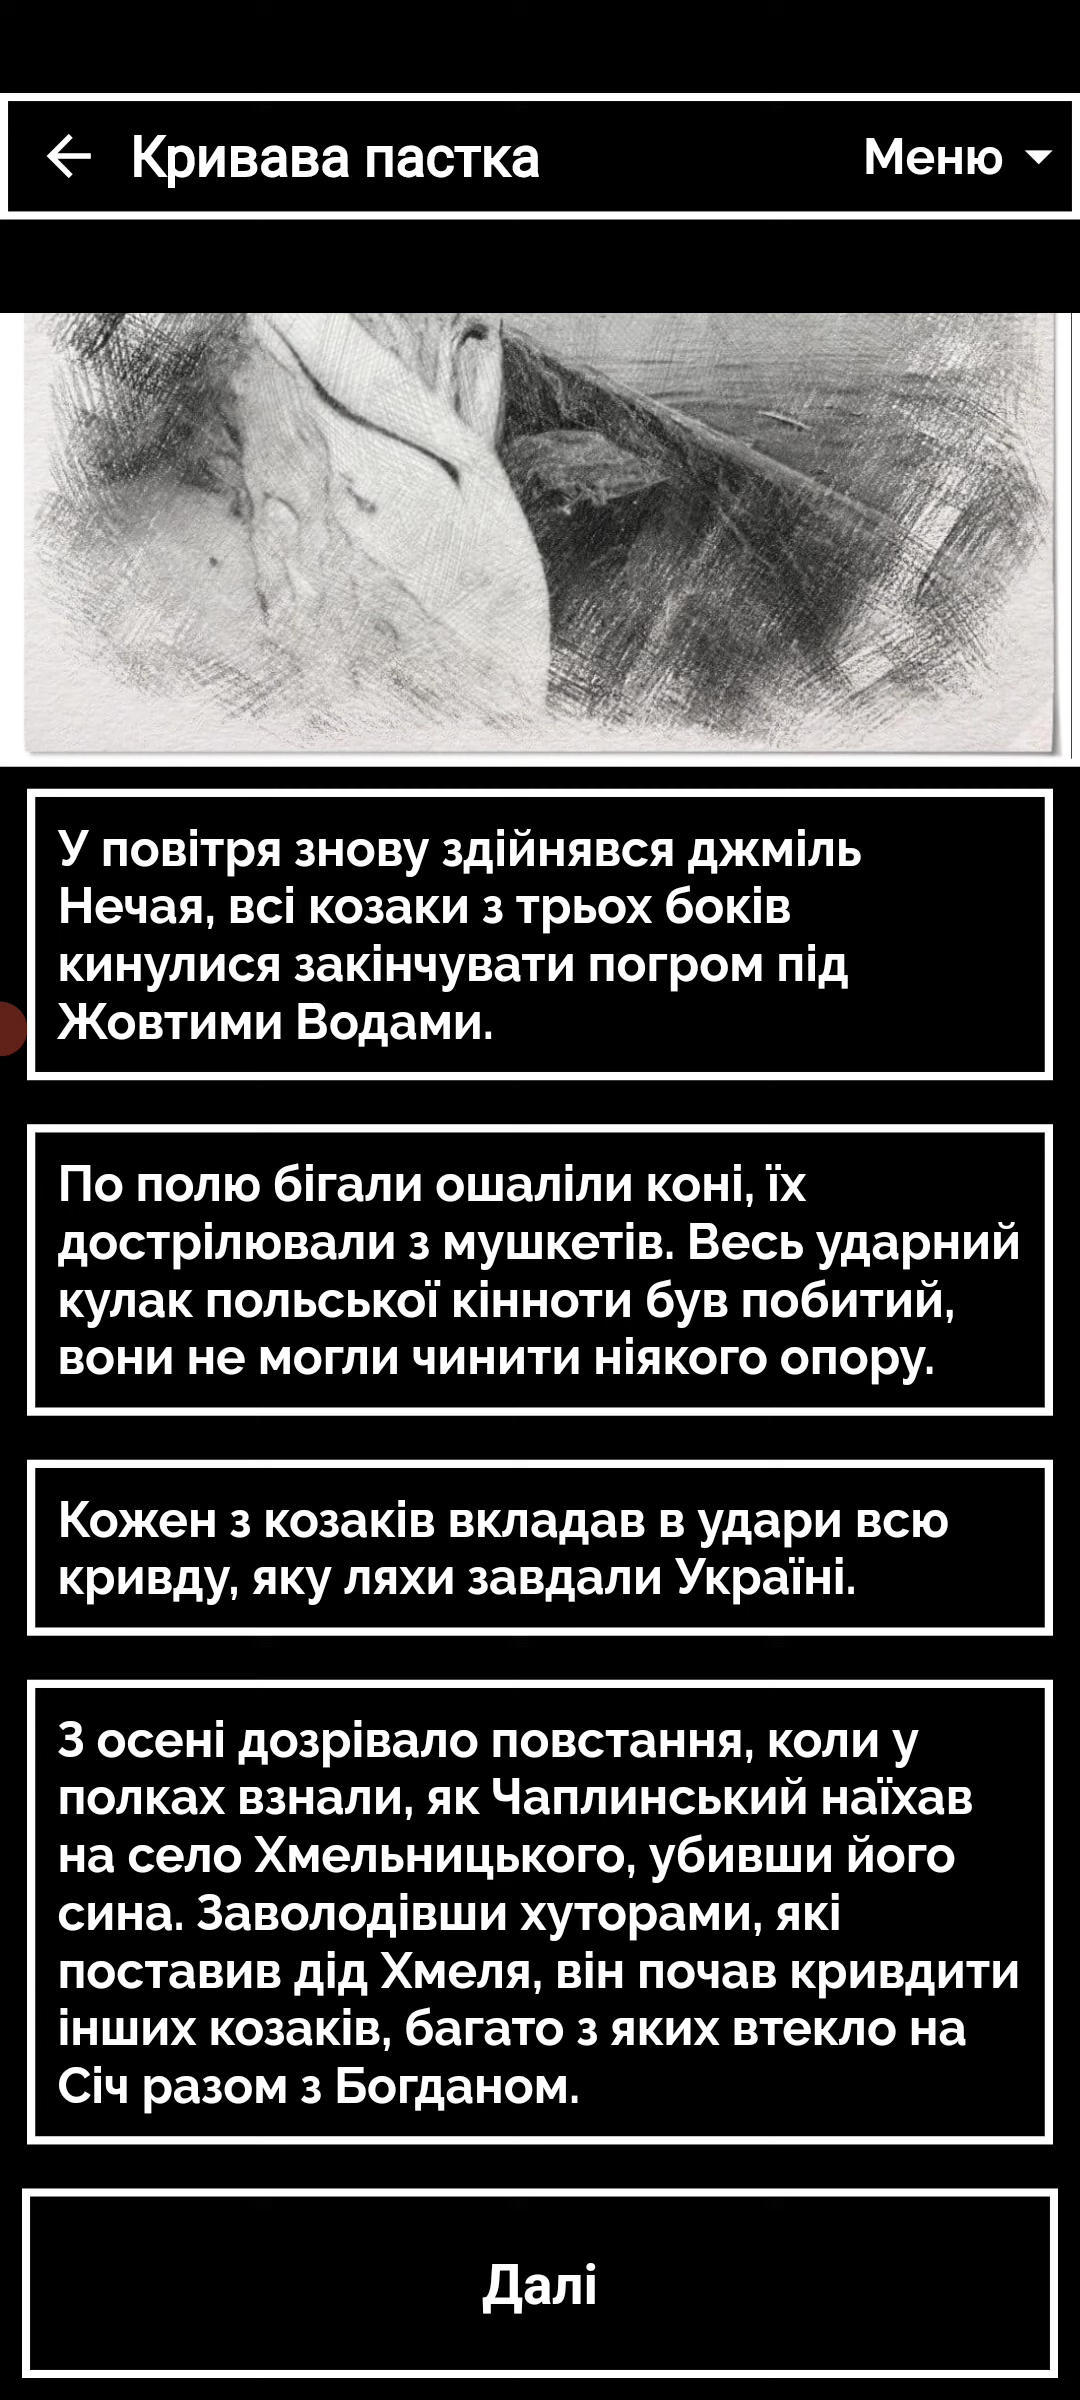 Кривава пастка
Меню
У повітря знову здійнявся джміль
Нечая, всі козаки з трьох боків
кинулися закінчувати погром під
Жовтими Водами.
По полю бігали ошаліли коні, їх
дострілювали з мушкетів. Весь ударний
кулак польської кінноти був побитий,
вони не могли чинити ніякого опору.
Кожен з козаків вкладав в удари всю
кривду, яку ляхи завдали Україні.
З осені дозрівало повстання, коли у
полках взнали, як Чаплинський наїхав
на село Хмельницького, убивши його
сина. Заволодівши хуторами, які
поставив дід Хмеля, він почав кривдити
інших козаків, багато з яких втекло на
Січ разом з Богданом.
Далі